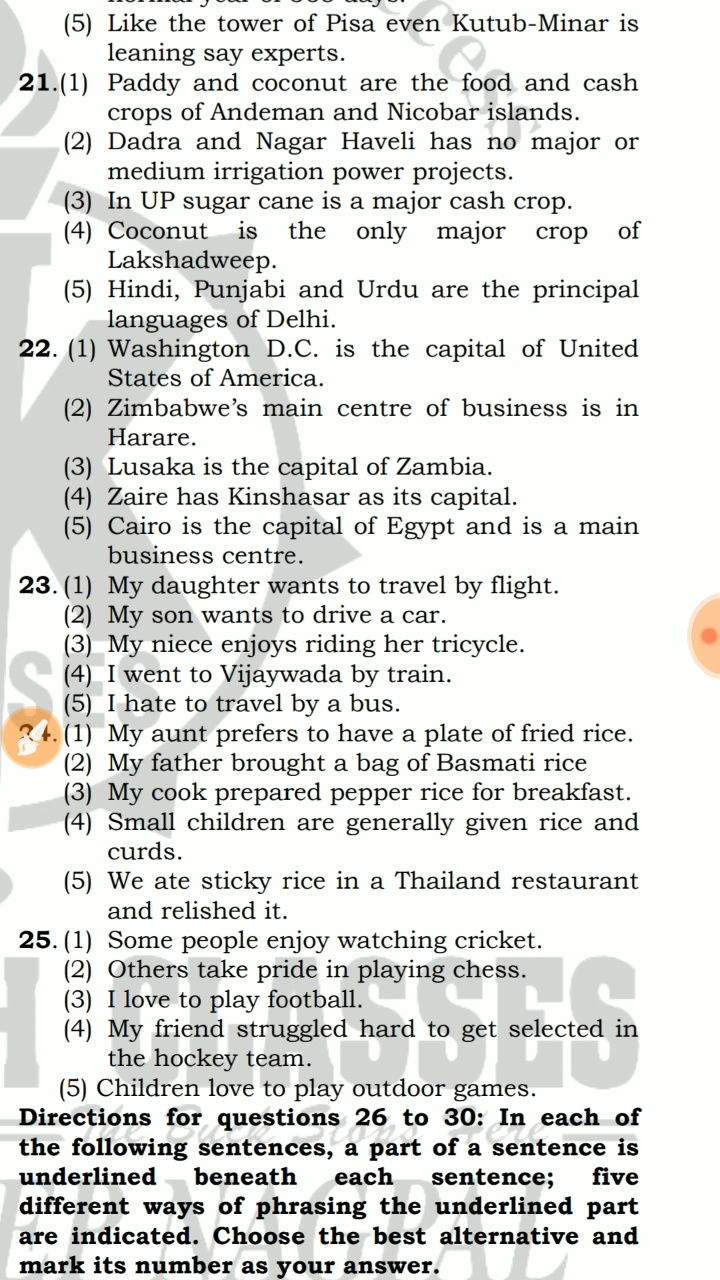 (5) Like the tower of Pisa even Kutub-Minar is
leaning say experts.
21.(1) Paddy and coconut are the food and cash
crops of Andeman and Nicobar islands.
(2) Dadra and Nagar Haveli has no major or
medium irrigation power projects.
(3) In UP sugar cane is a major cash crop.
(4) Coconut is the only major crop of
Lakshadweep.
(5) Hindi, Punjabi and Urdu are the principal
languages of Delhi.
22. (1) Washington D.C. is the capital of United
States of America.
(2) Zimbabwe's main centre of business is in
Harare.
(3) Lusaka is the capital of Zambia.
(4) Zaire has Kinshasar as its capital.
(5) Cairo is the capital of Egypt and is a main
business centre.
23. (1) My daughter wants to travel by flight.
(2) My son wants to drive a car.
(3) My niece enjoys riding her tricycle.
(4) I went to Vijaywada by train.
(5) I hate to travel by a bus.
24. (1) My aunt prefers to have a plate of fried rice.
(2) My father brought a bag of Basmati rice
(3) My cook prepared pepper rice for breakfast.
(4) Small children are generally given rice and
curds.
(5) We ate sticky rice in a Thailand restaurant
and relished it.
25. (1) Some people enjoy watching cricket.
(2) Others take pride in playing chess.
(3) I love to play football.
(4) My friend struggled hard to get selected in
the hockey team.
(5) Children love to play outdoor games.
Directions for questions 26 to 30: In each of
the following sentences, a part of a sentence is
underlined beneath each sentence; five
different ways of phrasing the underlined part
are indicated. Choose the best alternative and
mark its number as your answer.
CLASSES
The Buck Stops Here
NAGPAL